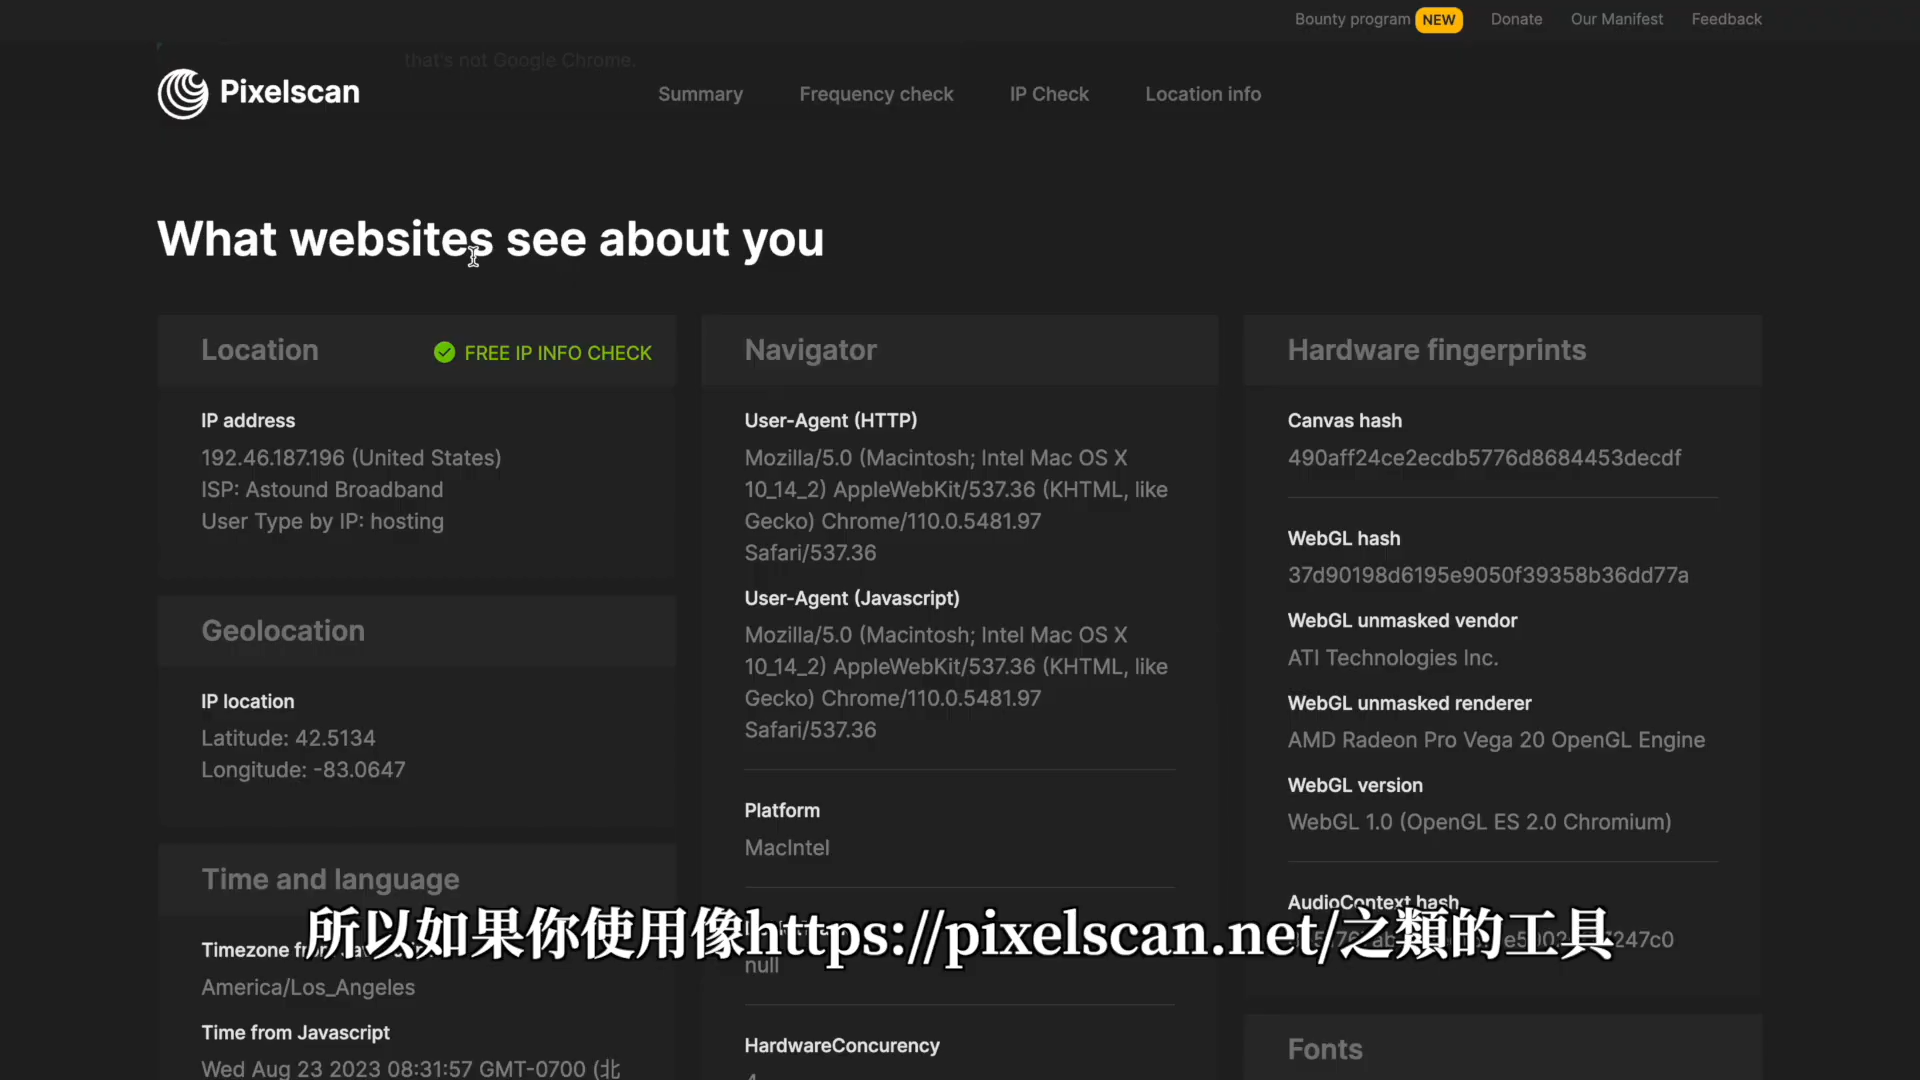 Bounty program NEW Donate Our Manifest Feedback
that's not Google Chrome.
Pixelscan
Summary Frequency check IP Check Location info
What websites see about you
Location FREE IP INFO CHECK
IP address
192.46.187.196 (United States)
ISP: Astound Broadband
User Type by IP: hosting
Geolocation
IP location
Latitude: 42.5134
Longitude: -83.0647
Time and language
Timezone
America/Los_Angeles
Time from Javascript
Wed Aug 23 2023 08:31:57 GMT-0700 (北
Navigator
User-Agent (HTTP)
Mozilla/5.0 (Macintosh; Intel Mac OS X
10_14_2) AppleWebKit/537.36 (KHTML, like
Gecko) Chrome/110.0.5481.97
Safari/537.36
User-Agent (Javascript)
Mozilla/5.0 (Macintosh; Intel Mac OS X
10_14_2) AppleWebKit/537.36 (KHTML, like
Gecko) Chrome/110.0.5481.97
Safari/537.36
Platform
MacIntel
null
HardwareConcurency
Hardware fingerprints
Canvas hash
490aff24ce2ecdb5776d8684453decdf
WebGL hash
37d90198d6195e9050f39358b36dd77a
WebGL unmasked vendor
ATI Technologies Inc.
WebGL unmasked renderer
AMD Radeon Pro Vega 20 OpenGL Engine
WebGL version
WebGL 1.0 (OpenGL ES 2.0 Chromium)
AudioContext hash
Fonts
所以如果你使用像https://pixelscan.net/之類的工具